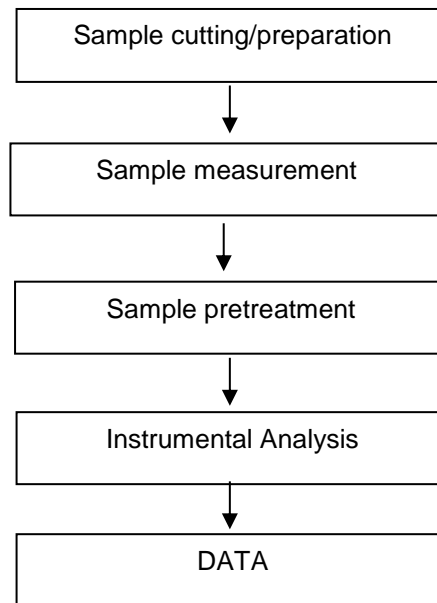 Sample cutting/preparation
Sample measurement
Sample pretreatment
Instrumental Analysis
DATA